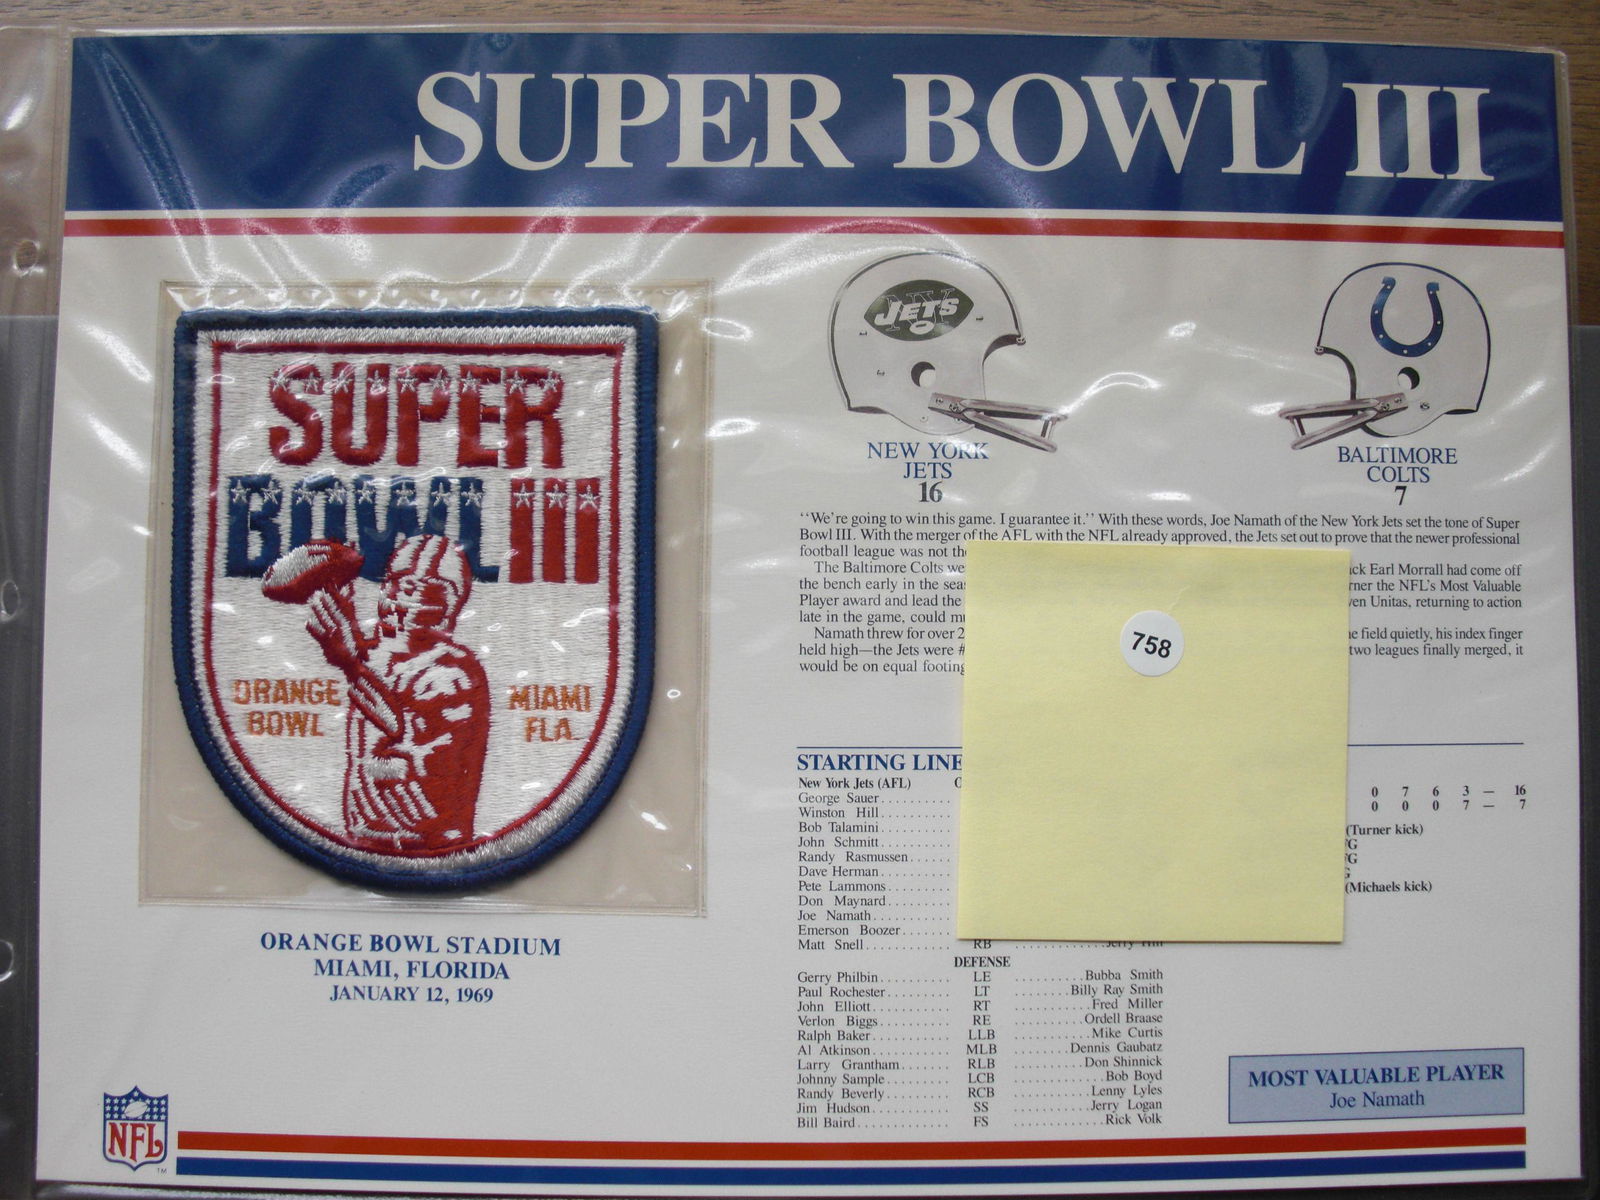 SUPER BOWL III
SUPER
BOWL III
ORANGE
BOWL
MIAMI
FLA.
ORANGE BOWL STADIUM
MIAMI, FLORIDA
JANUARY 12, 1969
NFL
TM
NY
JETS
NEW YORK
JETS
16
BALTIMORE
COLTS
7
“We’re going to win this game. I guarantee it.” With these words, Joe Namath of the New York Jets set the tone of Super
Bowl III. With the merger of the AFL with the NFL already approved, the Jets set out to prove that the newer professional
football league was not the
The Baltimore Colts we ack Earl Morrall had come off
the bench early in the seas rner the NFL’s Most Valuable
Player award and lead the ven Unitas, returning to action
late in the game, could mu
Namath threw for over 2 he field quietly, his index finger
held high—the Jets were # two leagues finally merged, it
would be on equal footing
758
STARTING LINE
New York Jets (AFL) O
George Sauer..........
Winston Hill..........
Bob Talamini..........
John Schmitt..........
Randy Rasmussen......
Dave Herman..........
Pete Lammons.........
Don Maynard..........
Joe Namath...........
Emerson Boozer.......
Matt Snell............ RB ..............Jerry Hill
DEFENSE
Gerry Philbin.......... LE ..........Bubba Smith
Paul Rochester......... LT ........Billy Ray Smith
John Elliott........... RT ...........Fred Miller
Verlon Biggs.......... RE ..........Ordell Braase
Ralph Baker........... LLB ...........Mike Curtis
Al Atkinson........... MLB ........Dennis Gaubatz
Larry Grantham........ RLB ..........Don Shinnick
Johnny Sample......... LCB .............Bob Boyd
Randy Beverly......... RCB ...........Lenny Lyles
Jim Hudson............ SS ...........Jerry Logan
Bill Baird............. FS .............Rick Volk
0 7 6 3 — 16
0 0 0 7 — 7
(Turner kick)
FG
FG
G
(Michaels kick)
MOST VALUABLE PLAYER
Joe Namath